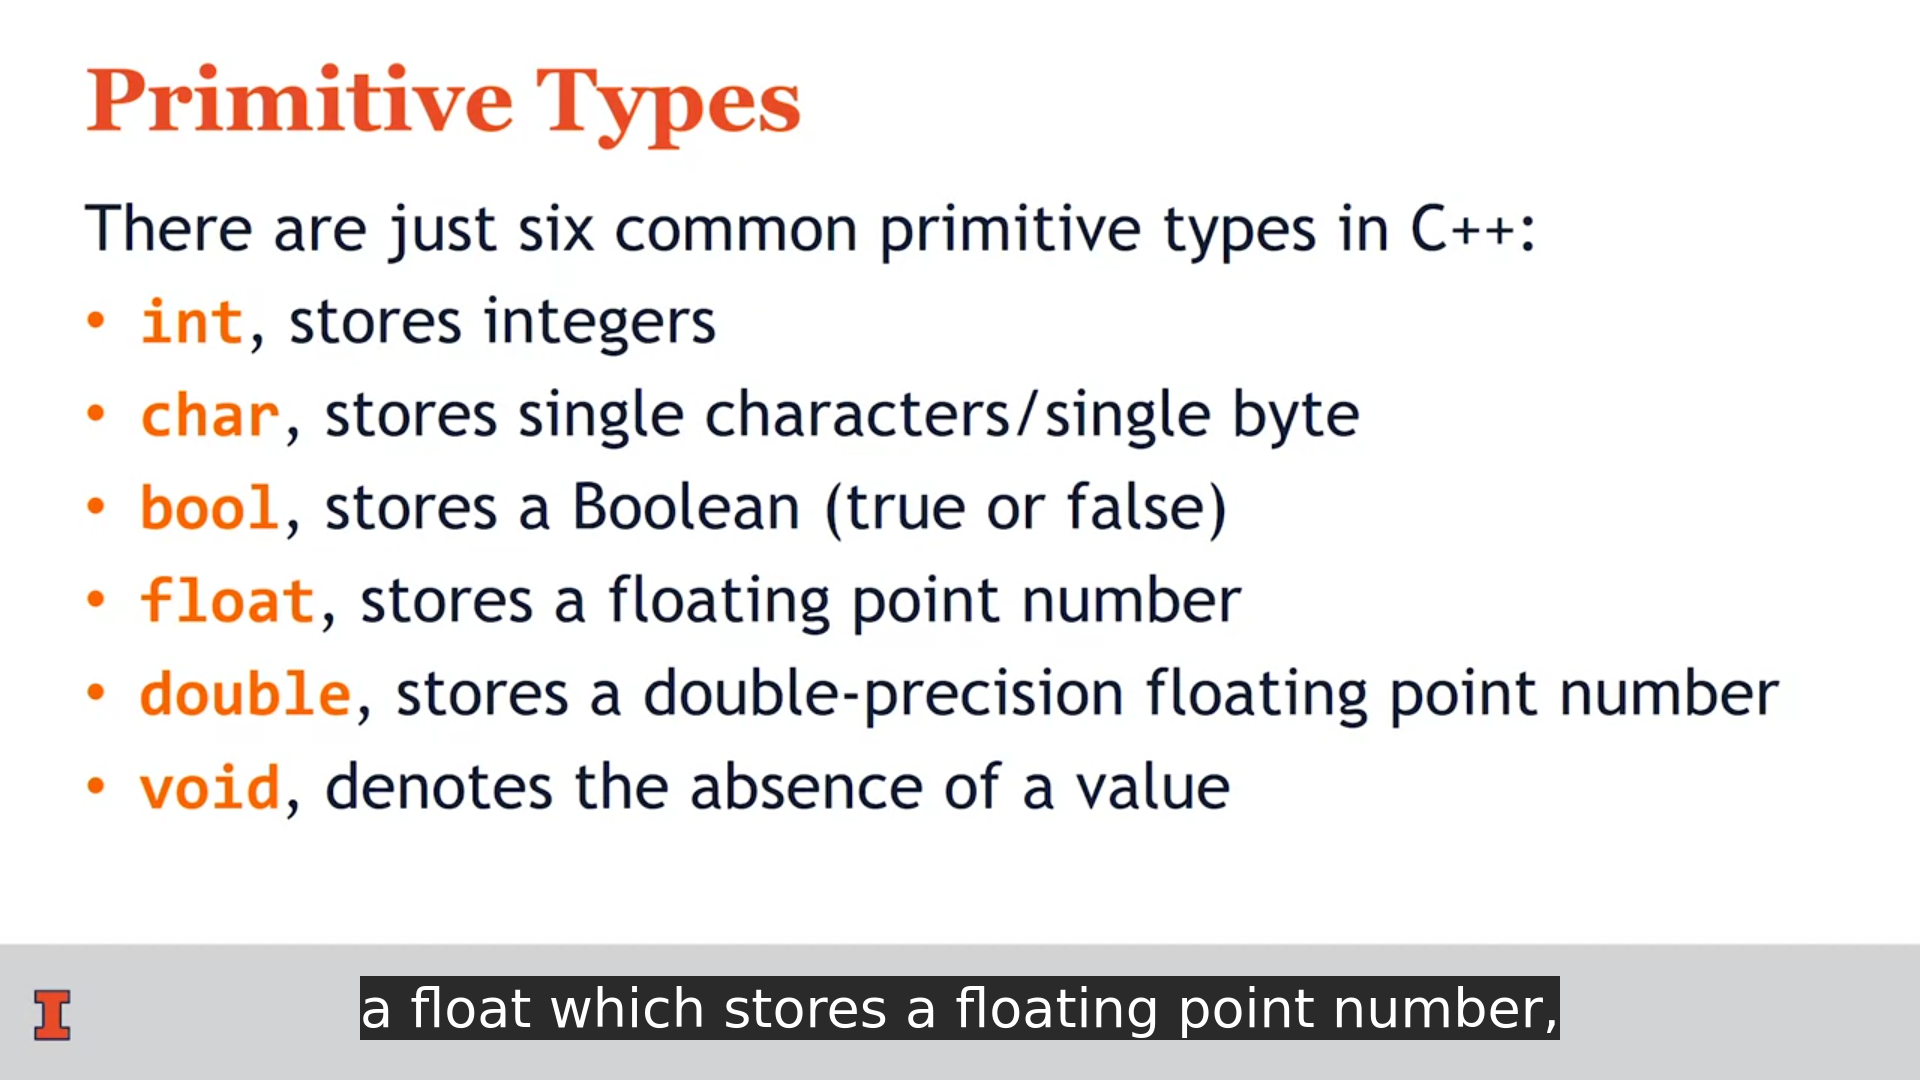 Primitive Types
There are just six common primitive types in C++:
• int, stores integers
• char, stores single characters/single byte
• bool, stores a Boolean (true or false)
• float, stores a floating point number
• double, stores a double-precision floating point number
• void, denotes the absence of a value
I
a float which stores a floating point number,